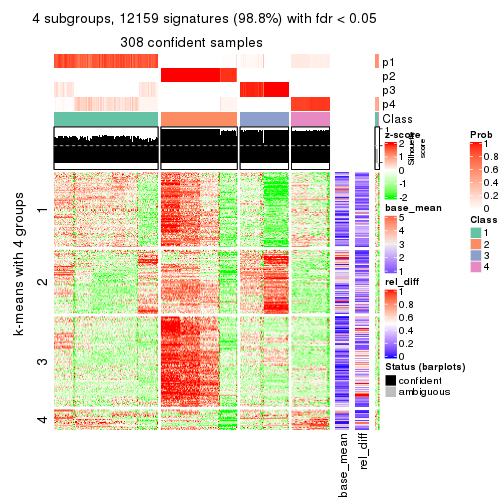 4 subgroups, 12159 signatures (98.8%) with fdr < 0.05
308 confident samples
p1
p2
p3
p4
Class
1
Silhouette
score
k-means with 4 groups
1
2
3
4
base_mean
rel_diff
z-score
2
1
0
-1
-2
base_mean
5
4
3
2
1
rel_diff
1
0.8
0.6
0.4
0.2
0
Status (barplots)
confident
ambiguous
Prob
1
0.8
0.6
0.4
0.2
0
Class
1
2
3
4